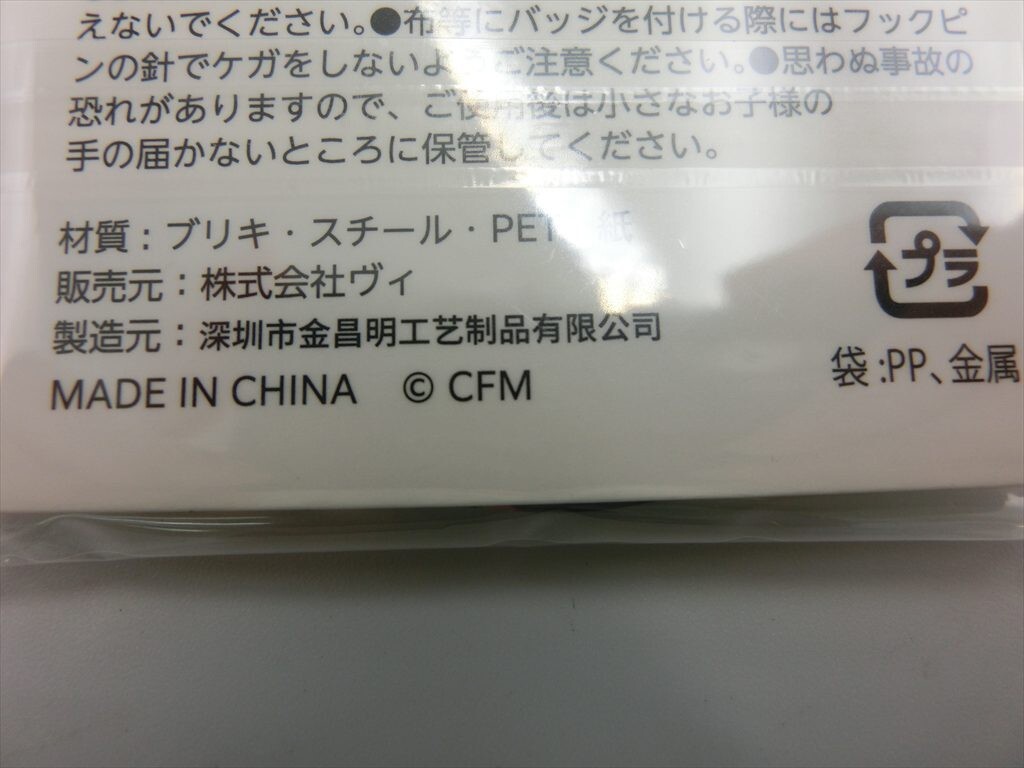 えないでください。●布等にバッジを付ける際にはフックピ
ンの針でケガをしないようご注意ください。●思わぬ事故の
恐れがありますので、ご使用後は小さなお子様の
手の届かないところに保管してください。
材質：ブリキ・スチール・PET・紙
販売元：株式会社ヴィ
製造元：深圳市金昌明工艺制品有限公司
MADE IN CHINA © CFM
プラ
袋:PP、金属